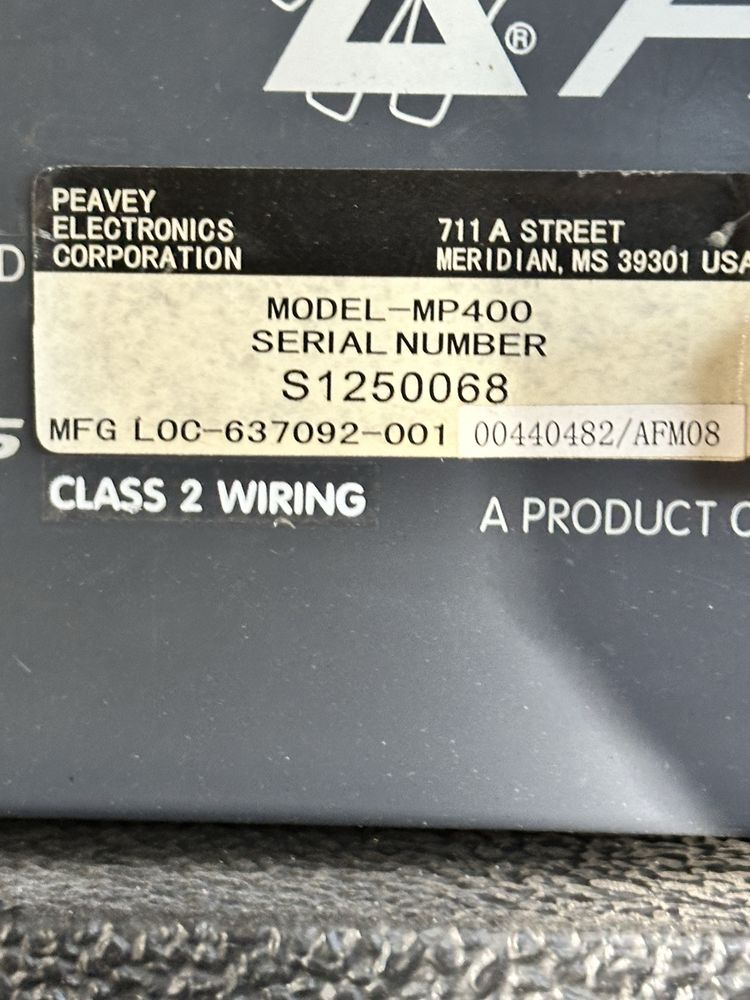 ®
PEAVEY
ELECTRONICS
CORPORATION
711 A STREET
MERIDIAN, MS 39301 USA
D
MODEL-MP400
SERIAL NUMBER
S1250068
MFG LOC-637092-001 00440482/AFM08
S
CLASS 2 WIRING
A PRODUCT